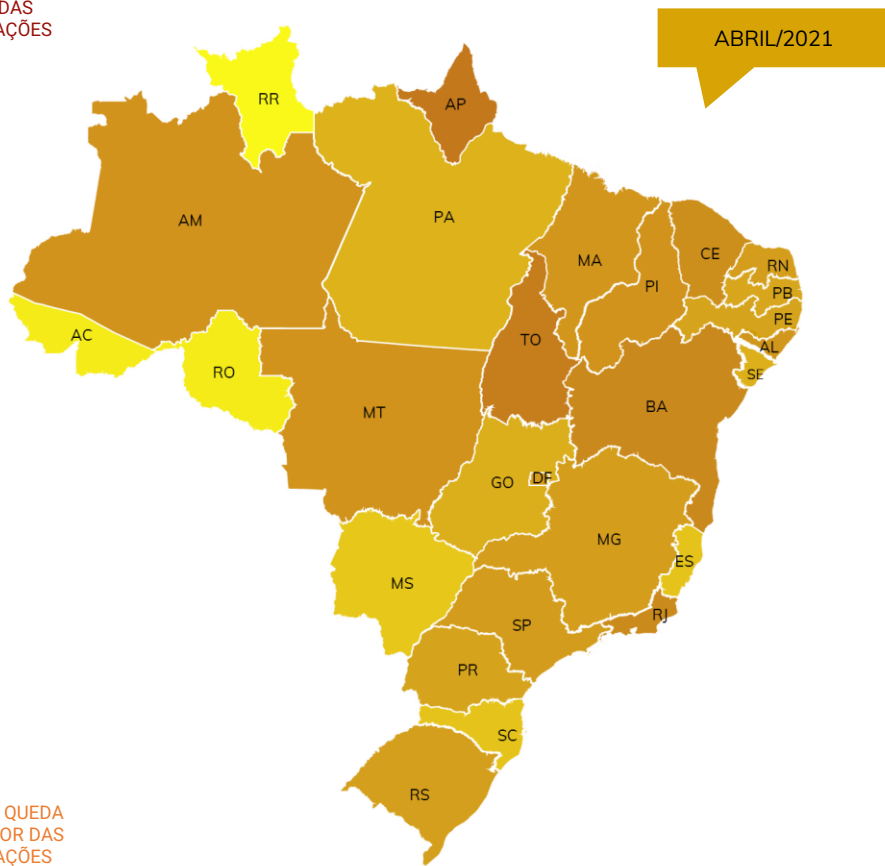 DAS
AÇÕES
ABRIL/2021
RR
AP
AM
PA
MA
CE
RN
PI
PB
PE
AC
TO
AL
RO
SE
MT
BA
GO
DF
MG
MS
ES
SP
RJ
PR
SC
RS
QUEDA
OR DAS
AÇÕES